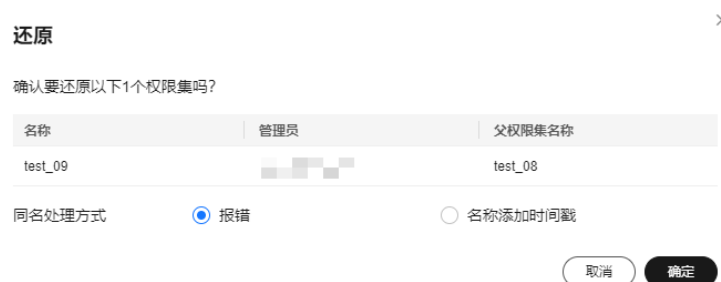 还原
确认要还原以下1个权限集吗?
名称 管理员 父权限集名称
test_09 test_08
同名处理方式 报错 名称添加时间戳
取消 确定